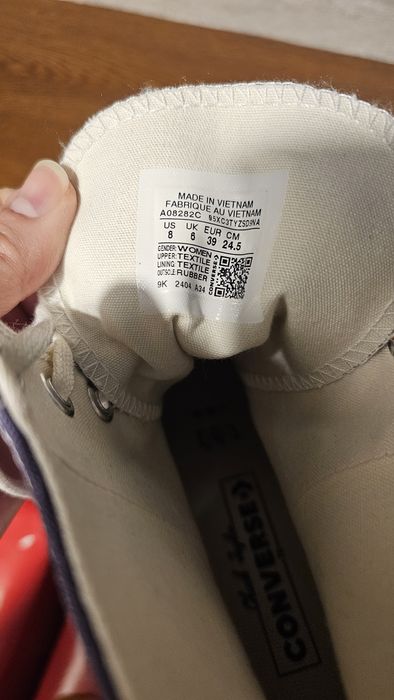 MADE IN VIETNAM
FABRIQUE AU VIETNAM
A08282C
US UK EUR CM
8 6 39 24.5
GENDER: WOMEN
UPPER: TEXTILE
LINING: TEXTILE
OUTSOLE: RUBBER
CONVERSE
9K 2404 A34
CONVERSE